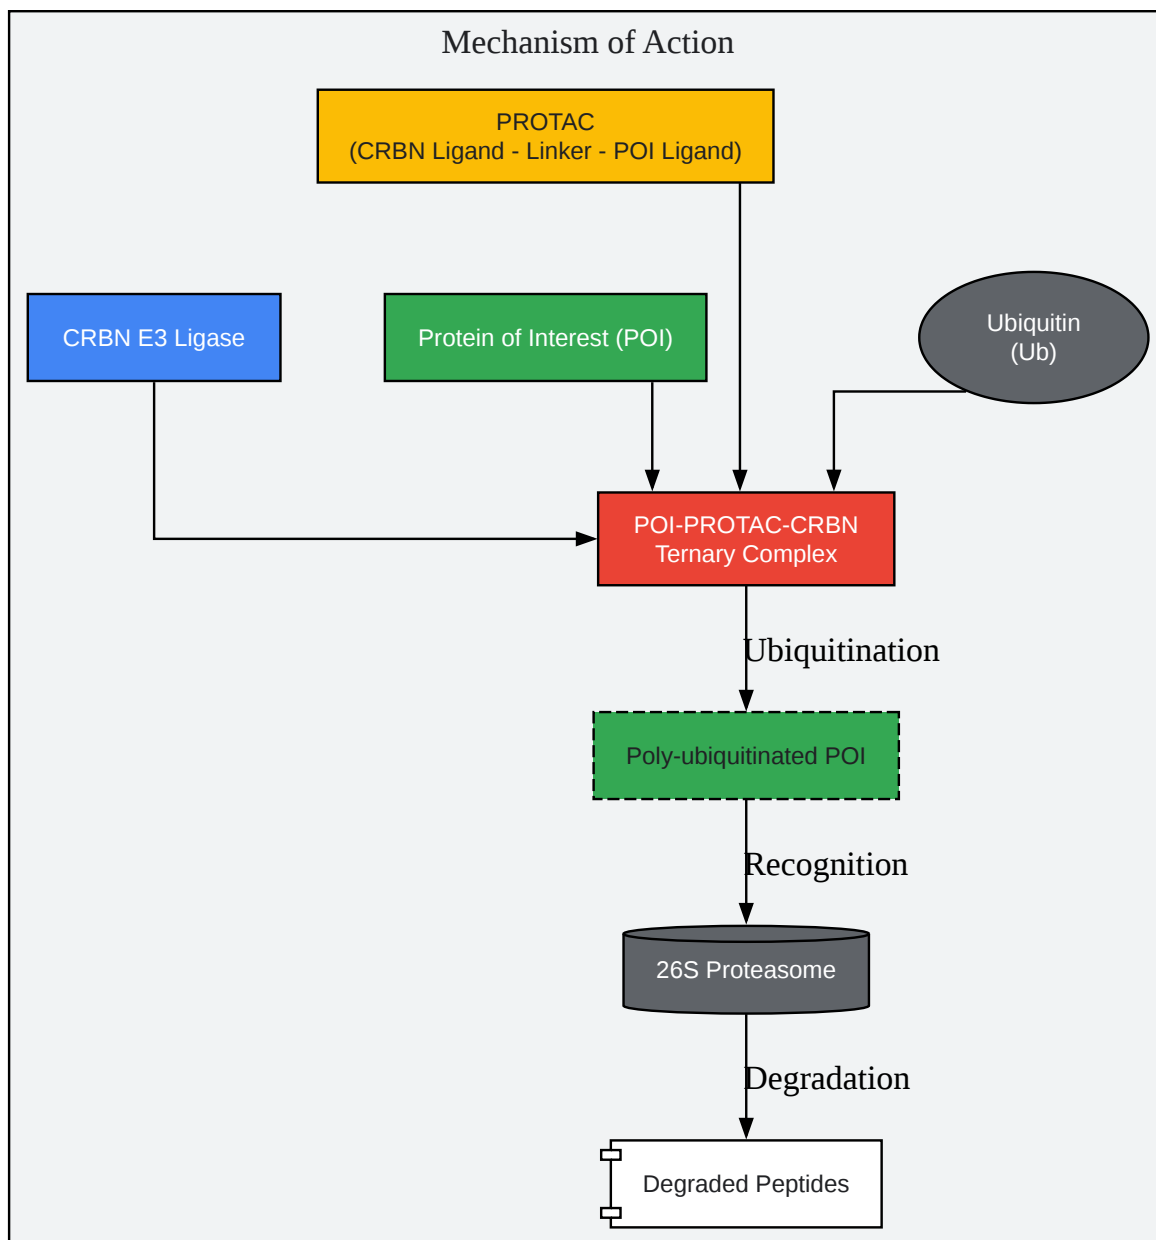 Mechanism of Action
PROTAC
(CRBN Ligand - Linker - POI Ligand)
CRBN E3 Ligase
Protein of Interest (POI)
Ubiquitin
(Ub)
POI-PROTAC-CRBN
Ternary Complex
Ubiquitination
Poly-ubiquitinated POI
Recognition
26S Proteasome
Degradation
Degraded Peptides